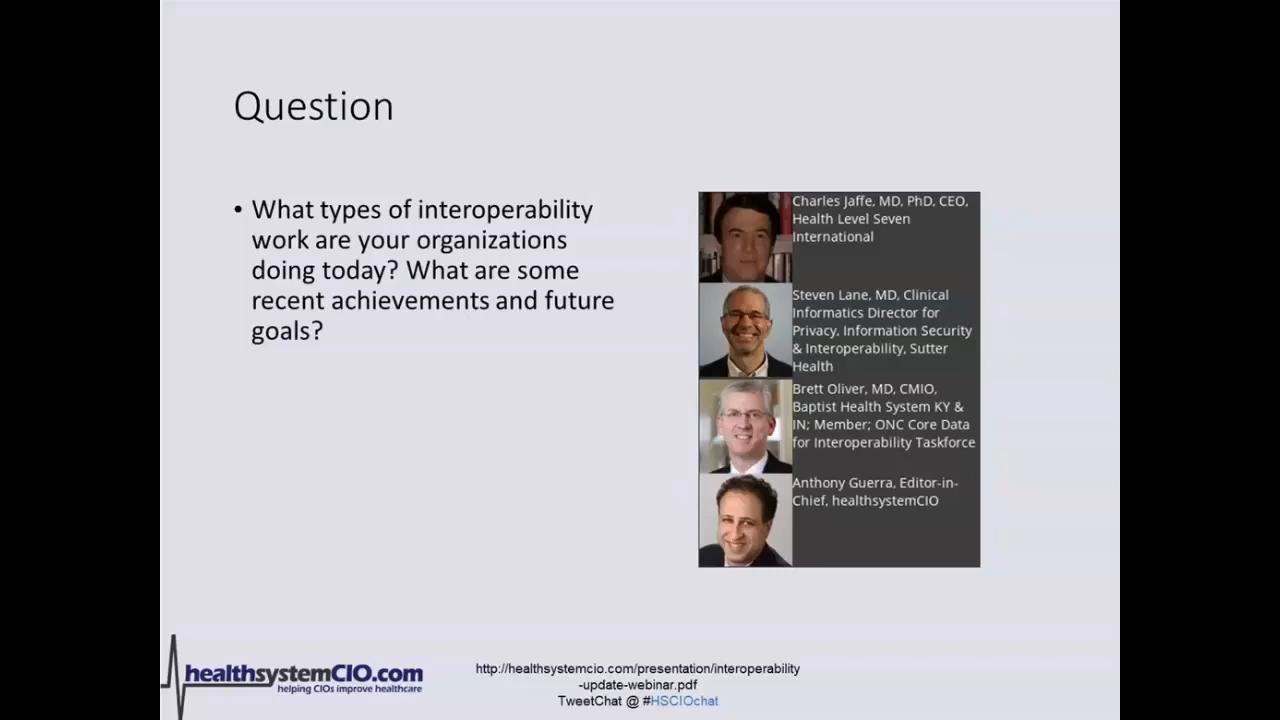 Question
• What types of interoperability
work are your organizations
doing today? What are some
recent achievements and future
goals?
Charles Jaffe, MD, PhD, CEO,
Health Level Seven
International
Steven Lane, MD, Clinical
Informatics Director for
Privacy, Information Security
& Interoperability, Sutter
Health
Brett Oliver, MD, CMIO,
Baptist Health System KY &
IN; Member; ONC Core Data
for Interoperability Taskforce
Anthony Guerra, Editor-in-
Chief, healthsystemCIO
healthsystemCIO.com
helping CIOs improve healthcare
http://healthsystemcio.com/presentation/interoperability
-update-webinar.pdf
TweetChat @ #HSCIOchat